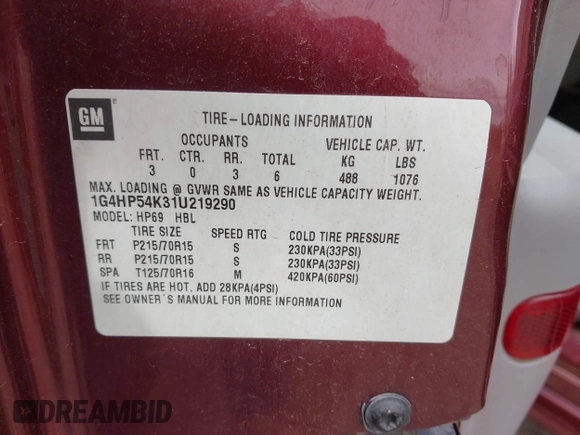 GM
TIRE-LOADING INFORMATION
OCCUPANTS VEHICLE CAP. WT.
FRT. CTR. RR. TOTAL KG LBS
3 0 3 6 488 1076
MAX. LOADING @ GVWR SAME AS VEHICLE CAPACITY WEIGHT.
1G4HP54K31U219290
MODEL: HP69 HBL
TIRE SIZE SPEED RTG COLD TIRE PRESSURE
FRT P215/70R15 S 230KPA(33PSI)
RR P215/70R15 S 230KPA(33PSI)
SPA T125/70R16 M 420KPA(60PSI)
IF TIRES ARE HOT, ADD 28KPA(4PSI)
SEE OWNER'S MANUAL FOR MORE INFORMATION
DREAMBID